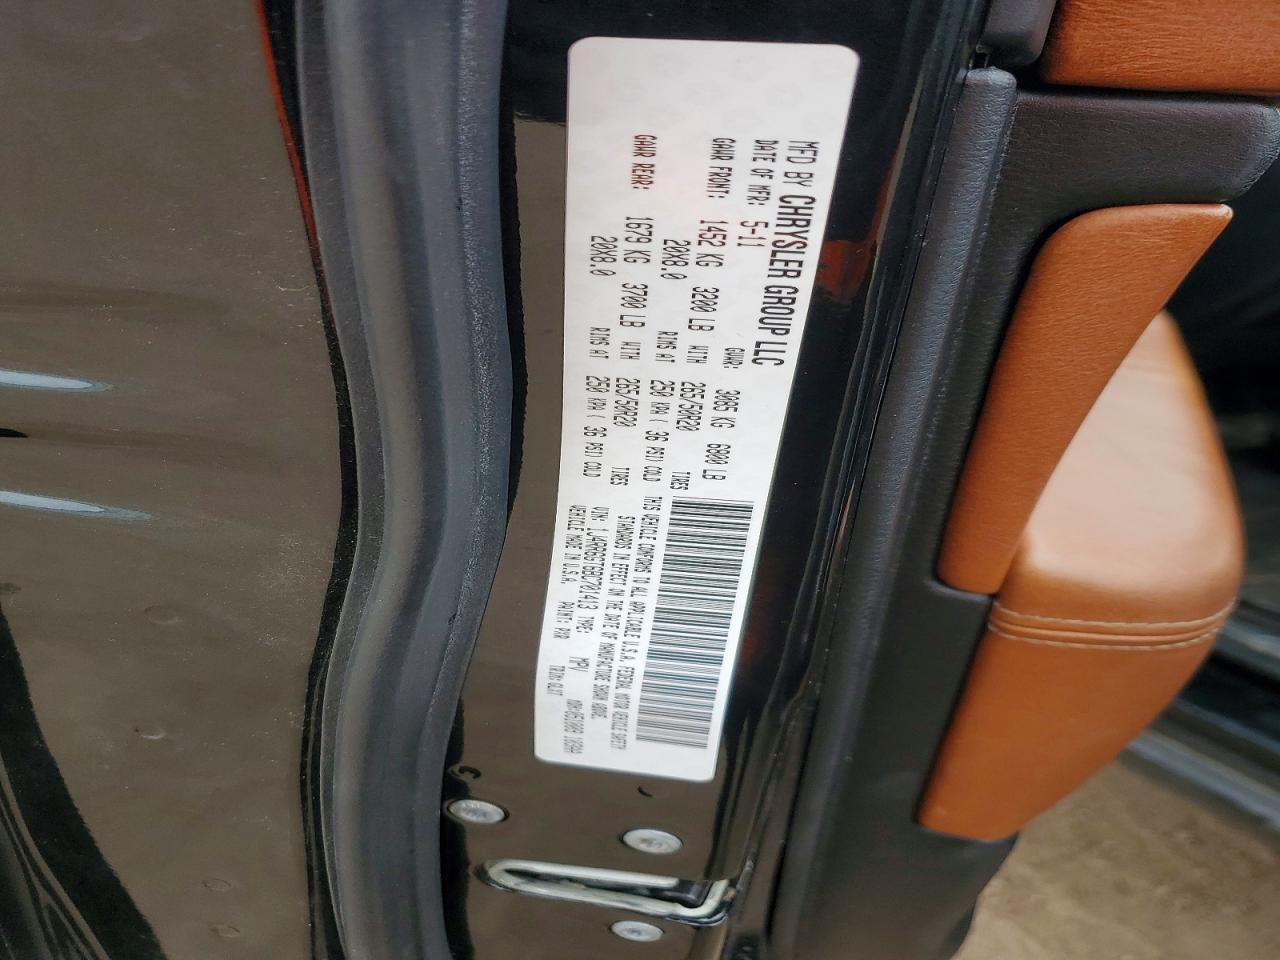 MFD BY CHRYSLER GROUP LLC
DATE OF MFR: 5-11 GVWR: 3085 KG 6800 LB
GAWR FRONT: 1452 KG 3200 LB WITH 265/50R20 TIRES
20X8.0 RIMS AT 250 KPA ( 36 PSI) COLD
GAWR REAR: 1679 KG 3700 LB WITH 265/50R20 TIRES
20X8.0 RIMS AT 250 KPA ( 36 PSI) COLD
THIS VEHICLE CONFORMS TO ALL APPLICABLE U.S.A. FEDERAL MOTOR VEHICLE SAFETY
STANDARDS IN EFFECT ON THE DATE OF MANUFACTURE SHOWN ABOVE.
VIN: 1J4RR6GT6BC701413 TYPE: MPV
VEHICLE MADE IN U.S.A. PAINT: PXR TRIM: